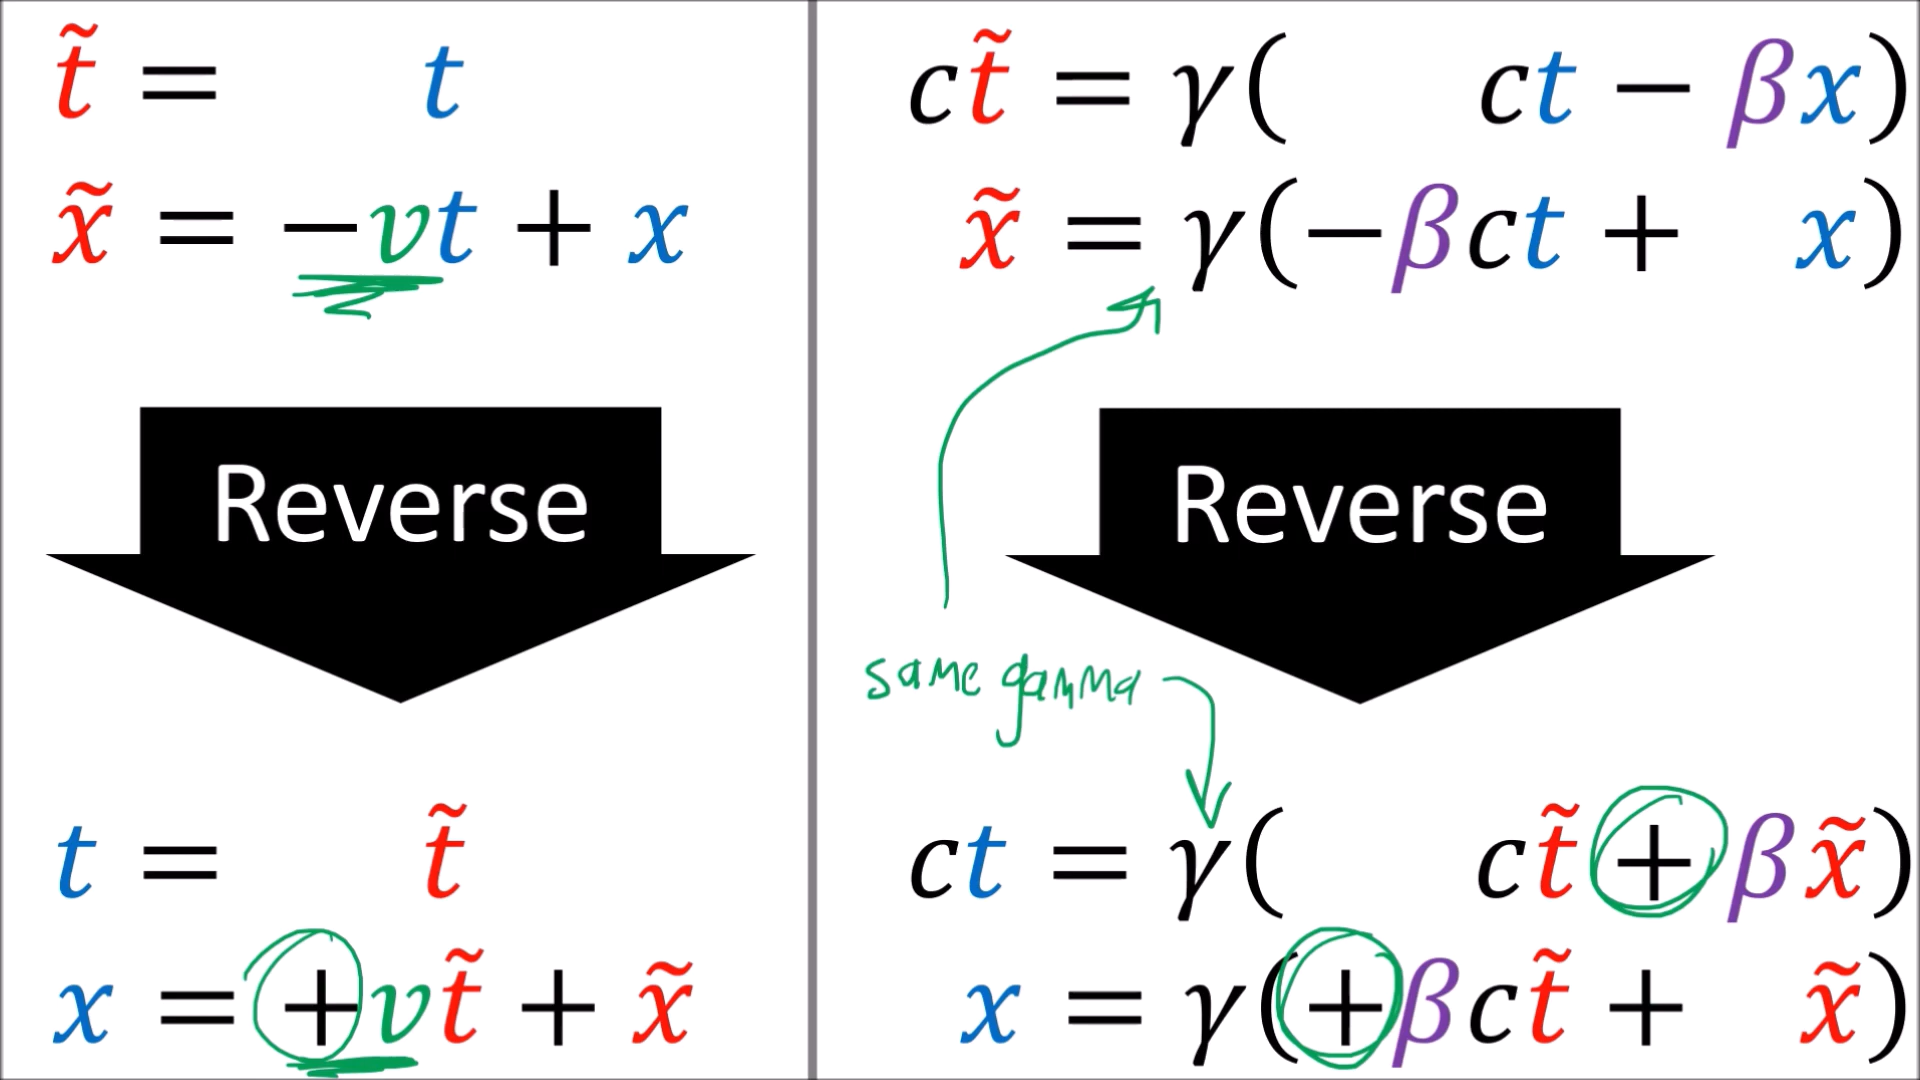 t̃ = t
x̃ = −vt + x
Reverse
t = t̃
x = +vt̃ + x̃
ct̃ = γ( ct − βx)
x̃ = γ(−βct + x)
Reverse
same gamma
ct = γ( ct̃ + βx̃)
x = γ(+βct̃ + x̃)